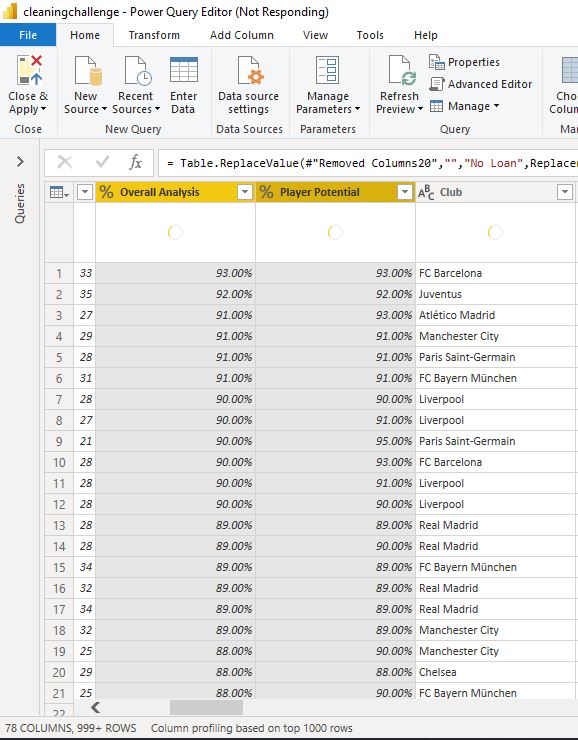 cleaningchallenge - Power Query Editor (Not Responding)
File Home Transform Add Column View Tools Help
Close & Apply New Source Recent Sources Enter Data Data source settings Manage Parameters Refresh Preview Properties Advanced Editor Manage
Close New Query Data Sources Parameters Query
= Table.ReplaceValue(#"Removed Columns20","","No Loan",Replacer
Queries
% Overall Analysis % Player Potential ABC Club
1 33 93.00% 93.00% FC Barcelona
2 35 92.00% 92.00% Juventus
3 27 91.00% 93.00% Atlético Madrid
4 29 91.00% 91.00% Manchester City
5 28 91.00% 91.00% Paris Saint-Germain
6 31 91.00% 91.00% FC Bayern München
7 28 90.00% 90.00% Liverpool
8 27 90.00% 91.00% Liverpool
9 21 90.00% 95.00% Paris Saint-Germain
10 28 90.00% 93.00% FC Barcelona
11 28 90.00% 91.00% Liverpool
12 28 90.00% 90.00% Liverpool
13 28 89.00% 89.00% Real Madrid
14 28 89.00% 90.00% Real Madrid
15 34 89.00% 89.00% FC Bayern München
16 32 89.00% 89.00% Real Madrid
17 34 89.00% 89.00% Real Madrid
18 32 89.00% 89.00% Manchester City
19 25 88.00% 90.00% Manchester City
20 29 88.00% 88.00% Chelsea
21 25 88.00% 90.00% FC Bayern München
22
78 COLUMNS, 999+ ROWS Column profiling based on top 1000 rows